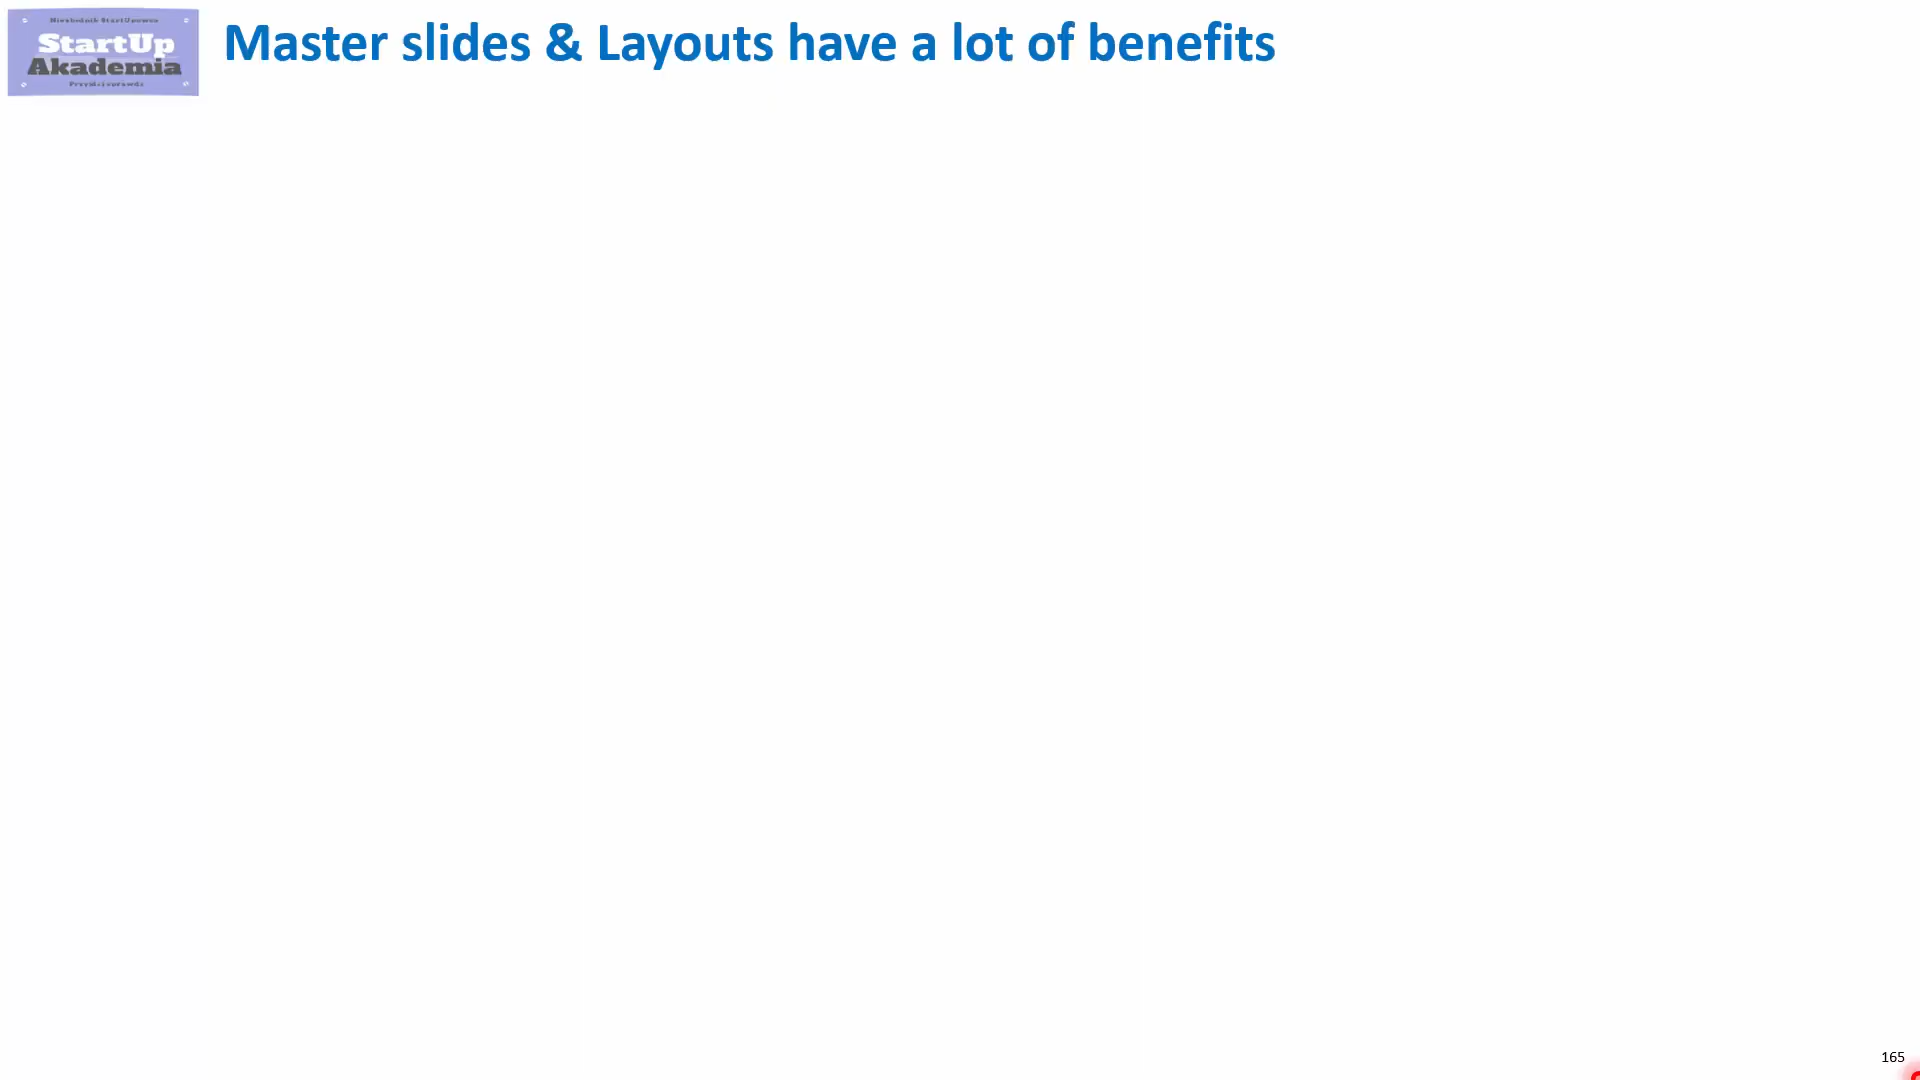 StartUp
Akademia
Master slides & Layouts have a lot of benefits
165